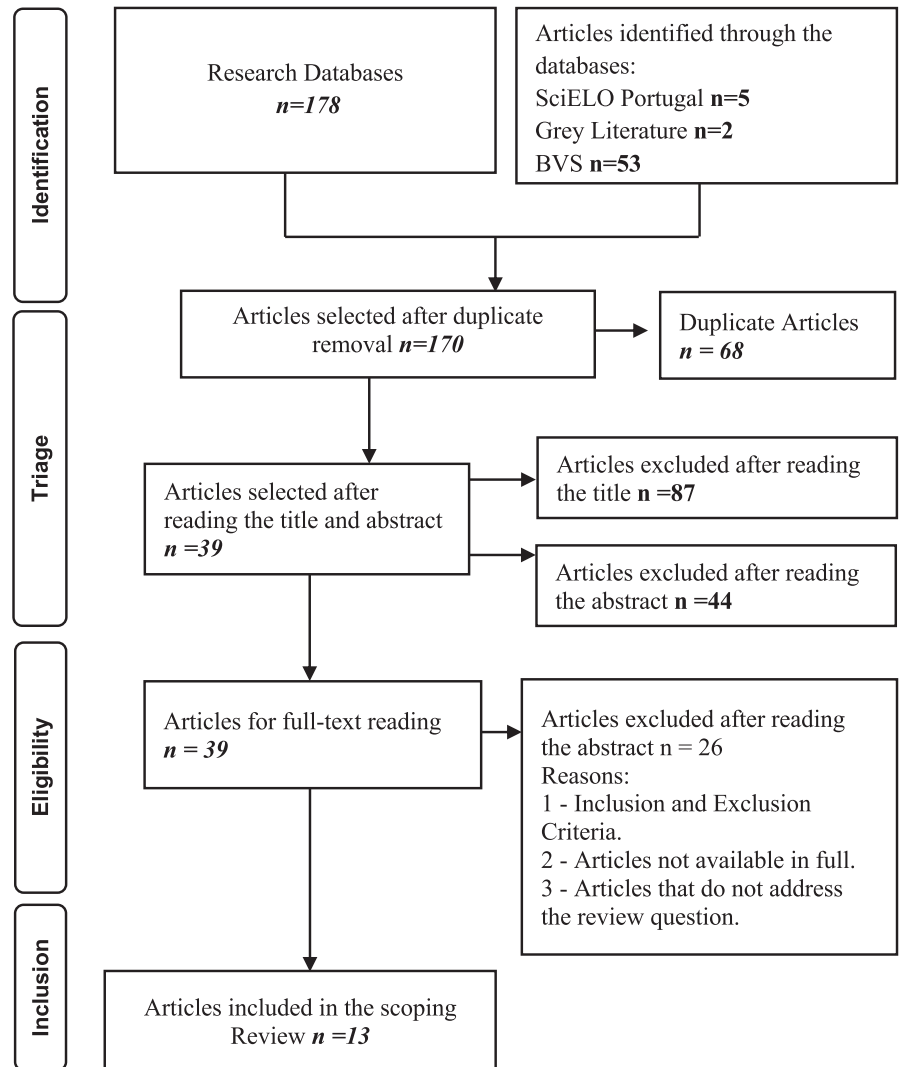 Identification
Research Databases
n=178
Articles identified through the
databases:
SciELO Portugal n=5
Grey Literature n=2
BVS n=53
Triage
Articles selected after duplicate
removal n=170
Duplicate Articles
n = 68
Articles selected after
reading the title and abstract
n =39
Articles excluded after reading
the title n =87
Articles excluded after reading
the abstract n =44
Eligibility
Articles for full-text reading
n = 39
Articles excluded after reading
the abstract n = 26
Reasons:
1 - Inclusion and Exclusion
Criteria.
2 - Articles not available in full.
3 - Articles that do not address
the review question.
Inclusion
Articles included in the scoping
Review n =13